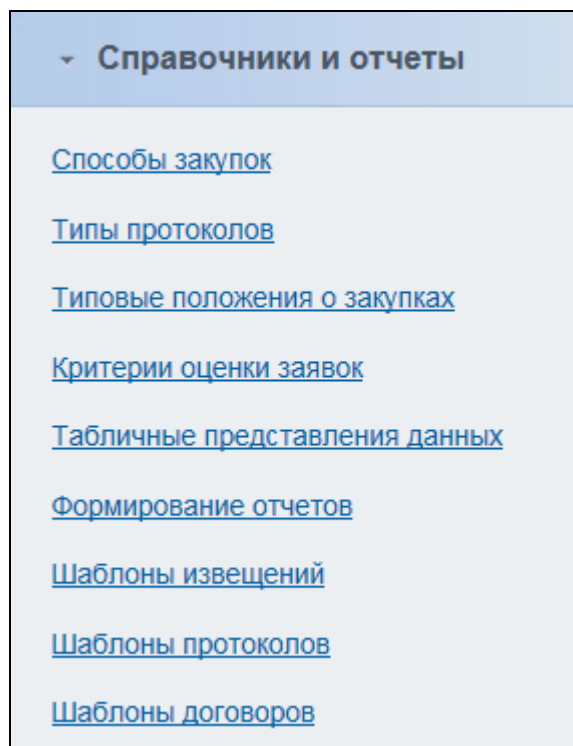 Справочники и отчеты
Способы закупок
Типы протоколов
Типовые положения о закупках
Критерии оценки заявок
Табличные представления данных
Формирование отчетов
Шаблоны извещений
Шаблоны протоколов
Шаблоны договоров